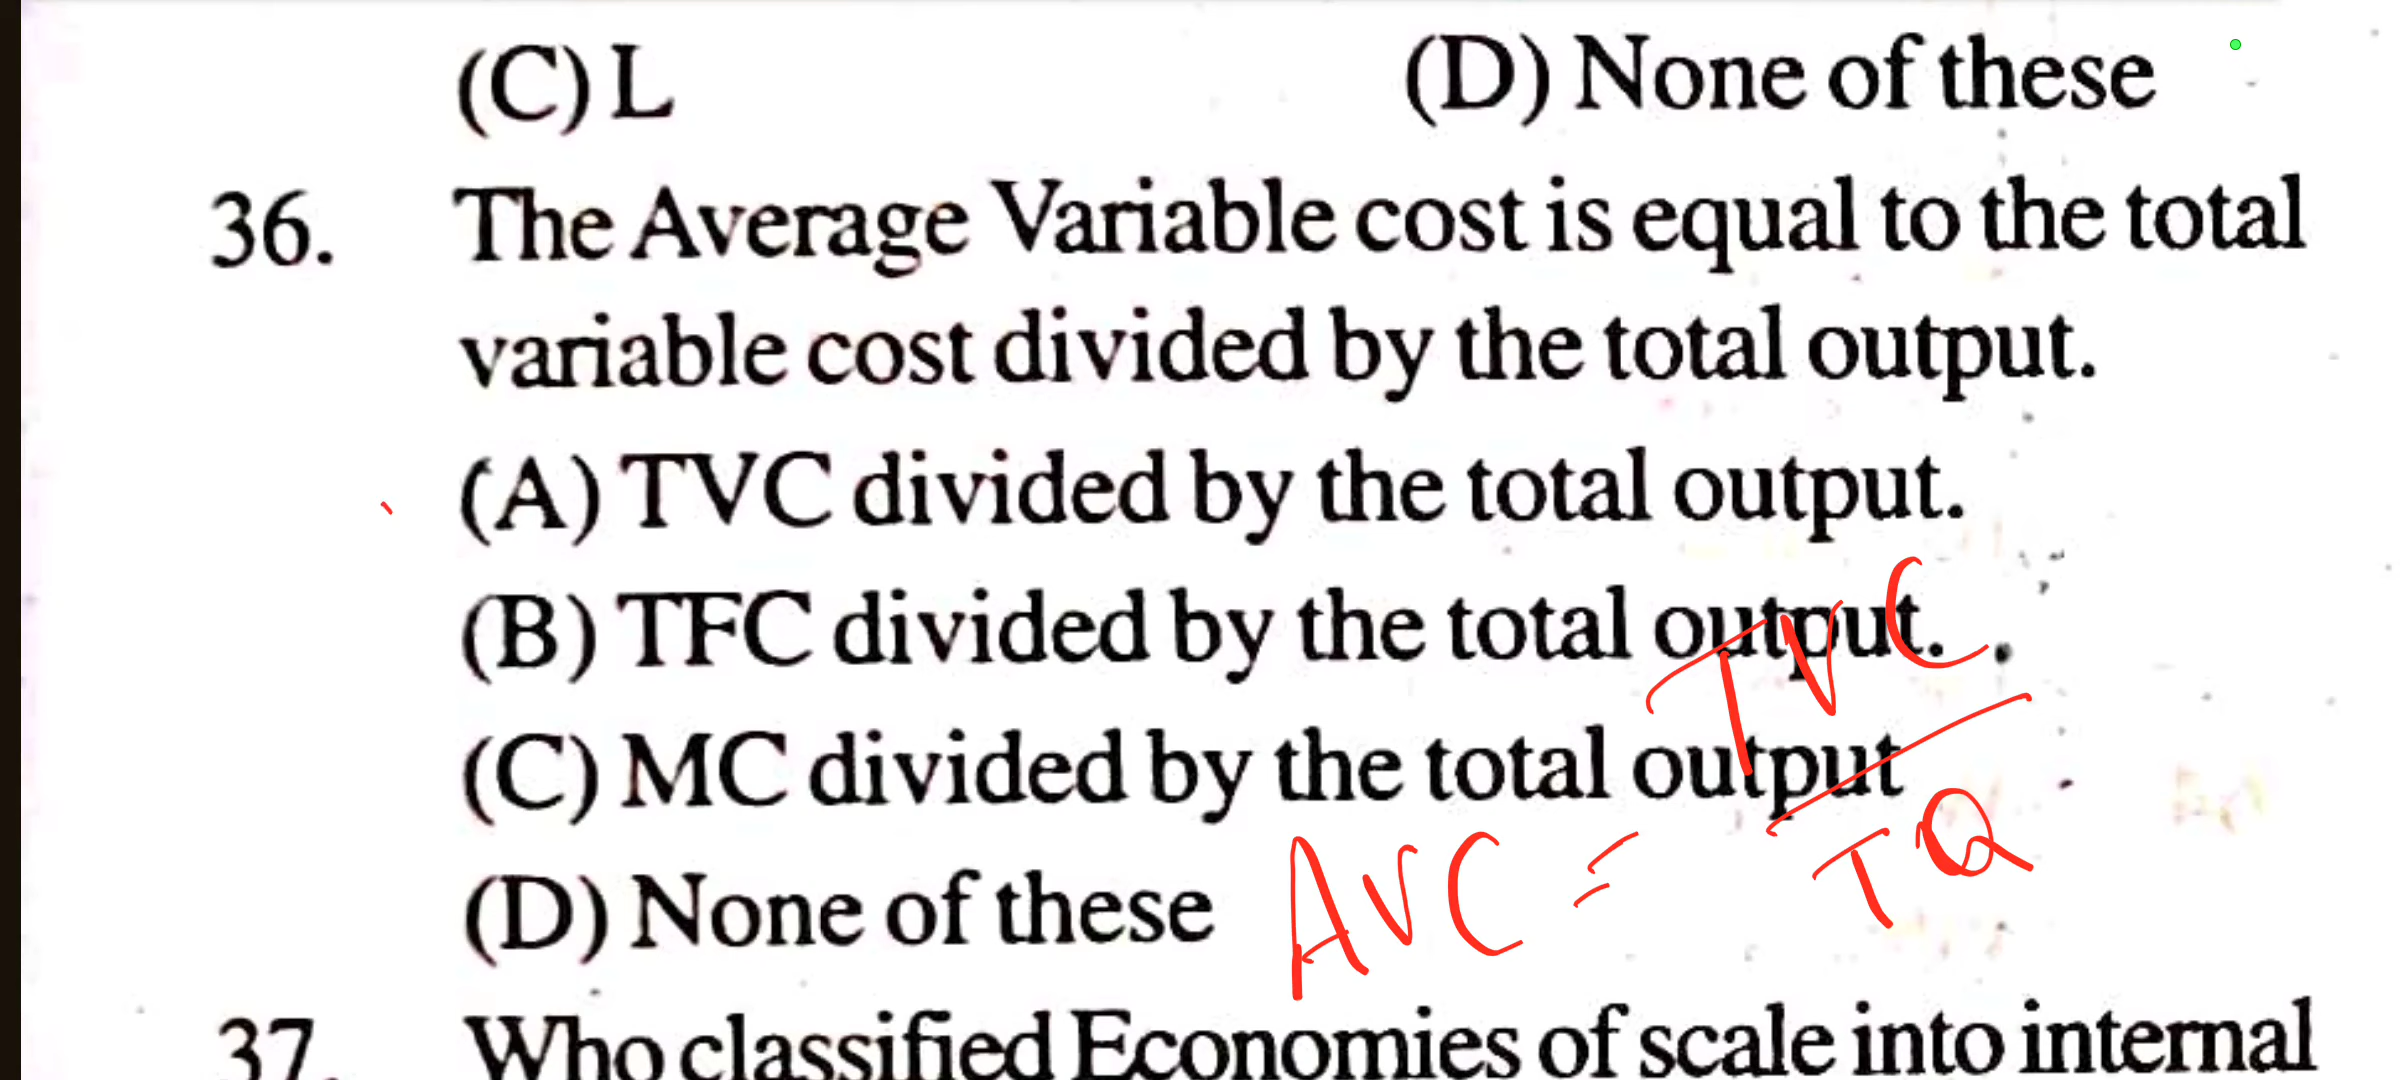 (C) L (D) None of these
36. The Average Variable cost is equal to the total
variable cost divided by the total output.
(A) TVC divided by the total output.
(B) TFC divided by the total output.
(C) MC divided by the total output
(D) None of these
AVC = TVC / TQ
37. Who classified Economies of scale into internal